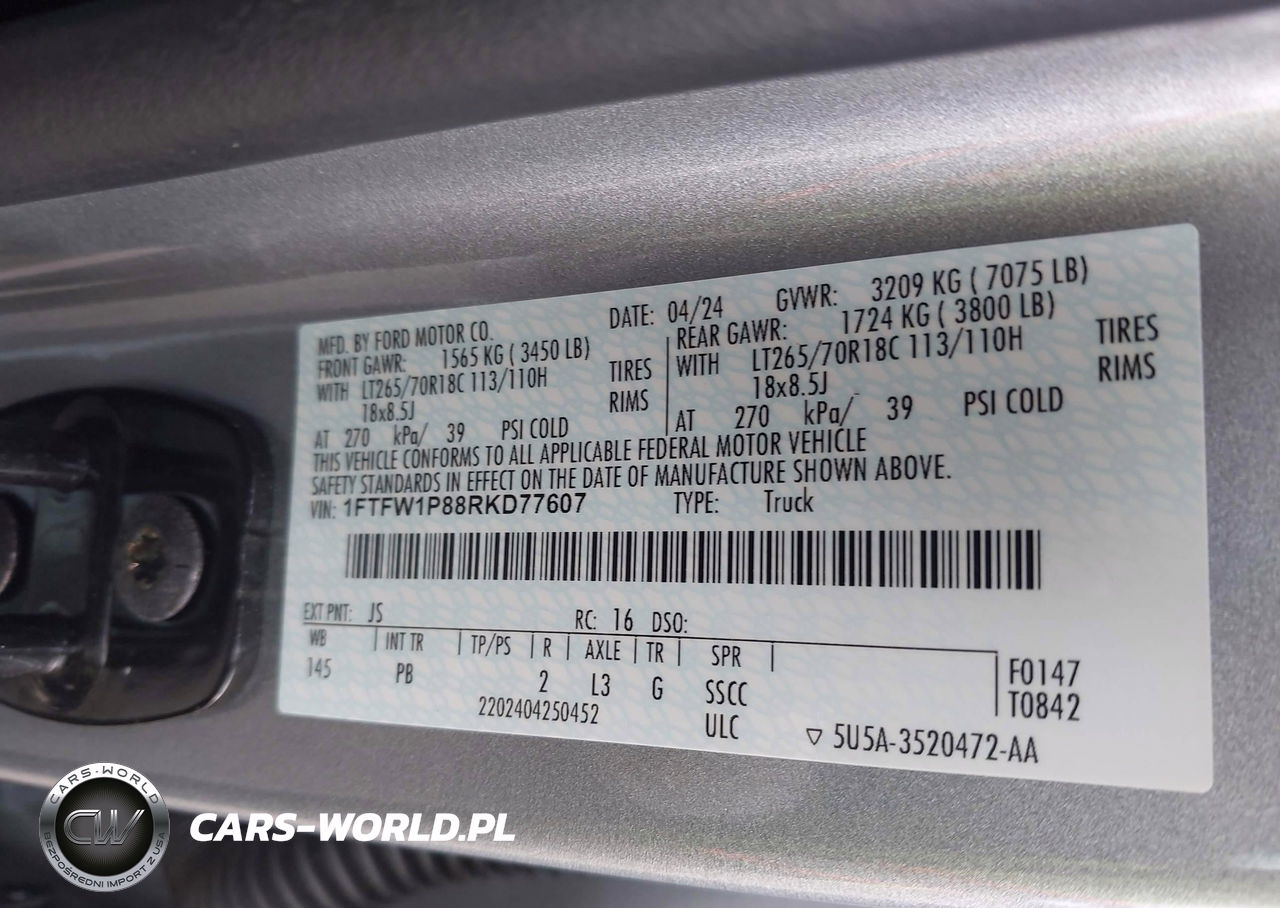 MFD. BY FORD MOTOR CO. DATE: 04/24 GVWR: 3209 KG ( 7075 LB)
FRONT GAWR: 1565 KG ( 3450 LB) REAR GAWR: 1724 KG ( 3800 LB)
WITH LT265/70R18C 113/110H TIRES WITH LT265/70R18C 113/110H TIRES
18x8.5J RIMS 18x8.5J RIMS
AT 270 kPa/ 39 PSI COLD AT 270 kPa/ 39 PSI COLD
THIS VEHICLE CONFORMS TO ALL APPLICABLE FEDERAL MOTOR VEHICLE
SAFETY STANDARDS IN EFFECT ON THE DATE OF MANUFACTURE SHOWN ABOVE.
VIN: 1FTFW1P88RKD77607 TYPE: Truck
EXT PNT: JS RC: 16 DSO:
WB INT TR TP/PS R AXLE TR SPR F0147
145 PB 2 L3 G SSCC T0842
2202404250452 ULC 5U5A-3520472-AA
CARS-WORLD
CW
BEZPOŚREDNI IMPORT Z USA
CARS-WORLD.PL